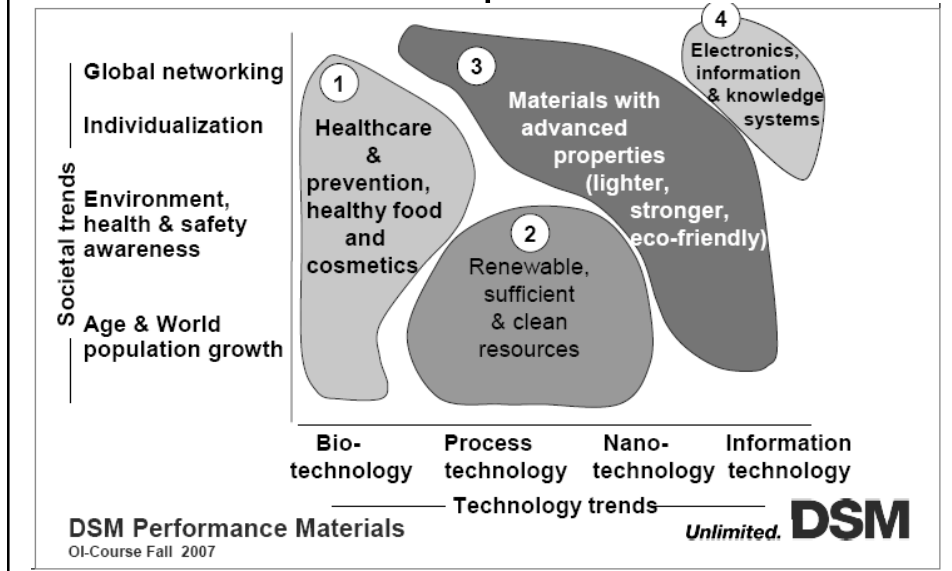 4
Electronics,
information
& knowledge
systems
Global networking
Individualization
Environment,
health & safety
awareness
Age & World
population growth
Societal trends
1
Healthcare
&
prevention,
healthy food
and
cosmetics
3
Materials with
advanced
properties
(lighter,
stronger,
eco-friendly)
2
Renewable,
sufficient
& clean
resources
Bio-
technology
Process
technology
Nano-
technology
Information
technology
Technology trends
DSM Performance Materials
OI-Course Fall 2007
Unlimited. DSM